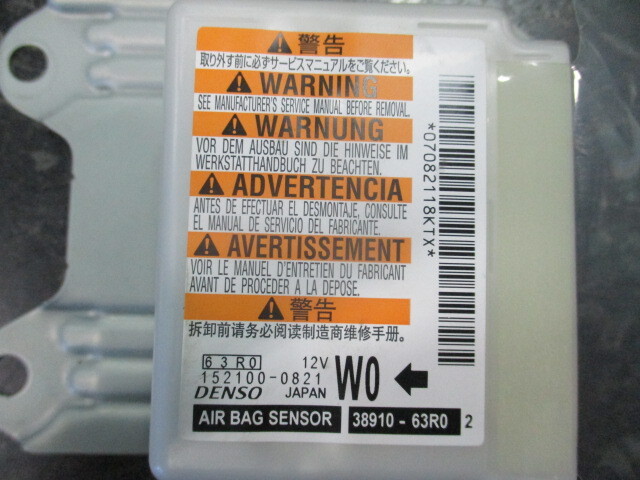 警告
取り外す前に必ずサービスマニュアルをご覧ください。
WARNING
SEE MANUFACTURER'S SERVICE MANUAL BEFORE REMOVAL.
WARNUNG
VOR DEM AUSBAU SIND DIE HINWEISE IM
WERKSTATTHANDBUCH ZU BEACHTEN.
ADVERTENCIA
ANTES DE EFECTUAR EL DESMONTAJE, CONSULTE
EL MANUAL DE SERVICIO DEL FABRICANTE.
AVERTISSEMENT
VOIR LE MANUEL D'ENTRETIEN DU FABRICANT
AVANT DE PROCEDER A LA DEPOSE.
警告
拆卸前请务必阅读制造商维修手册。
63R0 12V
152100-0821 W0
DENSO JAPAN
AIR BAG SENSOR 38910 - 63R0 2
*07082118KTX*